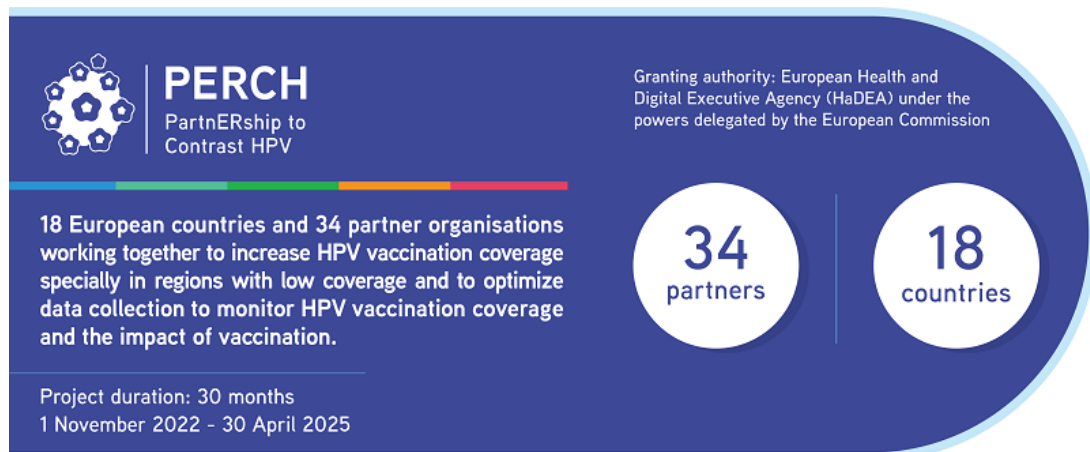 PERCH
PartnERship to
Contrast HPV
18 European countries and 34 partner organisations
working together to increase HPV vaccination coverage
specially in regions with low coverage and to optimize
data collection to monitor HPV vaccination coverage
and the impact of vaccination.
Project duration: 30 months
1 November 2022 - 30 April 2025
Granting authority: European Health and
Digital Executive Agency (HaDEA) under the
powers delegated by the European Commission
34
partners
18
countries